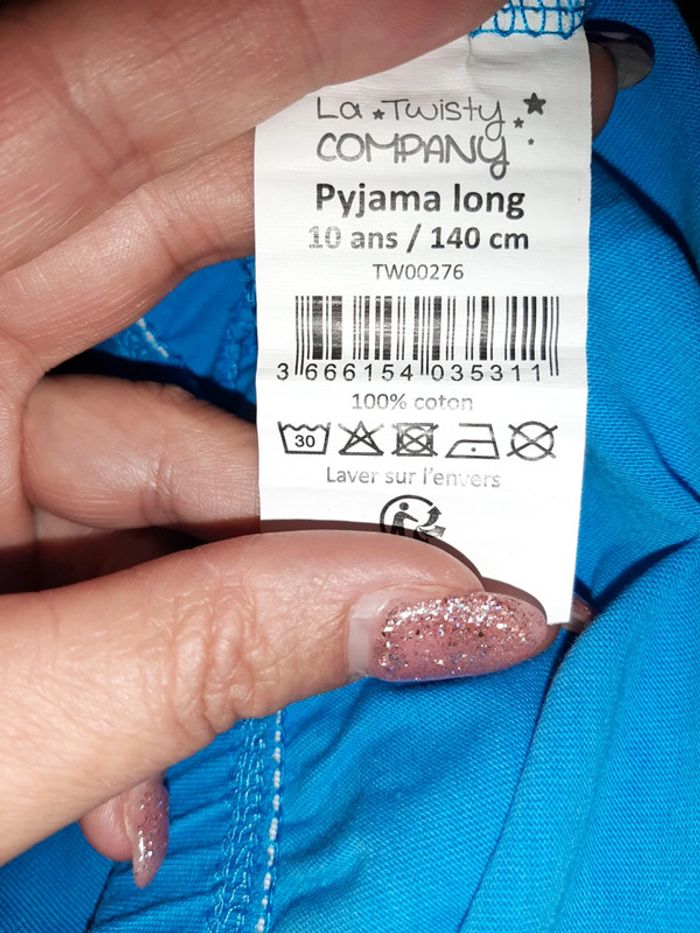 La Twisty
COMPANY
Pyjama long
10 ans / 140 cm
TW00276
3 666154 035311
100% coton
30
Laver sur l'envers